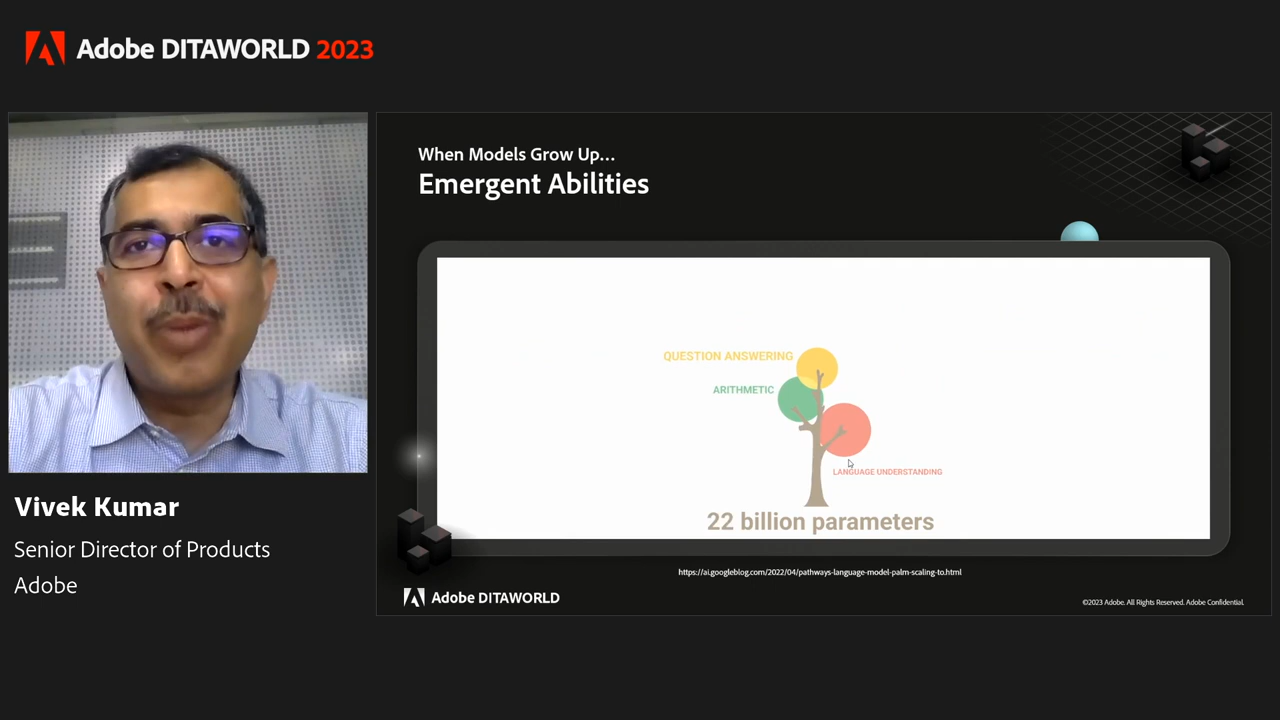 Adobe DITAWORLD 2023
When Models Grow Up...
Emergent Abilities
QUESTION ANSWERING
ARITHMETIC
LANGUAGE UNDERSTANDING
22 billion parameters
https://ai.googleblog.com/2022/04/pathways-language-model-palm-scaling-to.html
Adobe DITAWORLD
©2023 Adobe. All Rights Reserved. Adobe Confidential.
Vivek Kumar
Senior Director of Products
Adobe